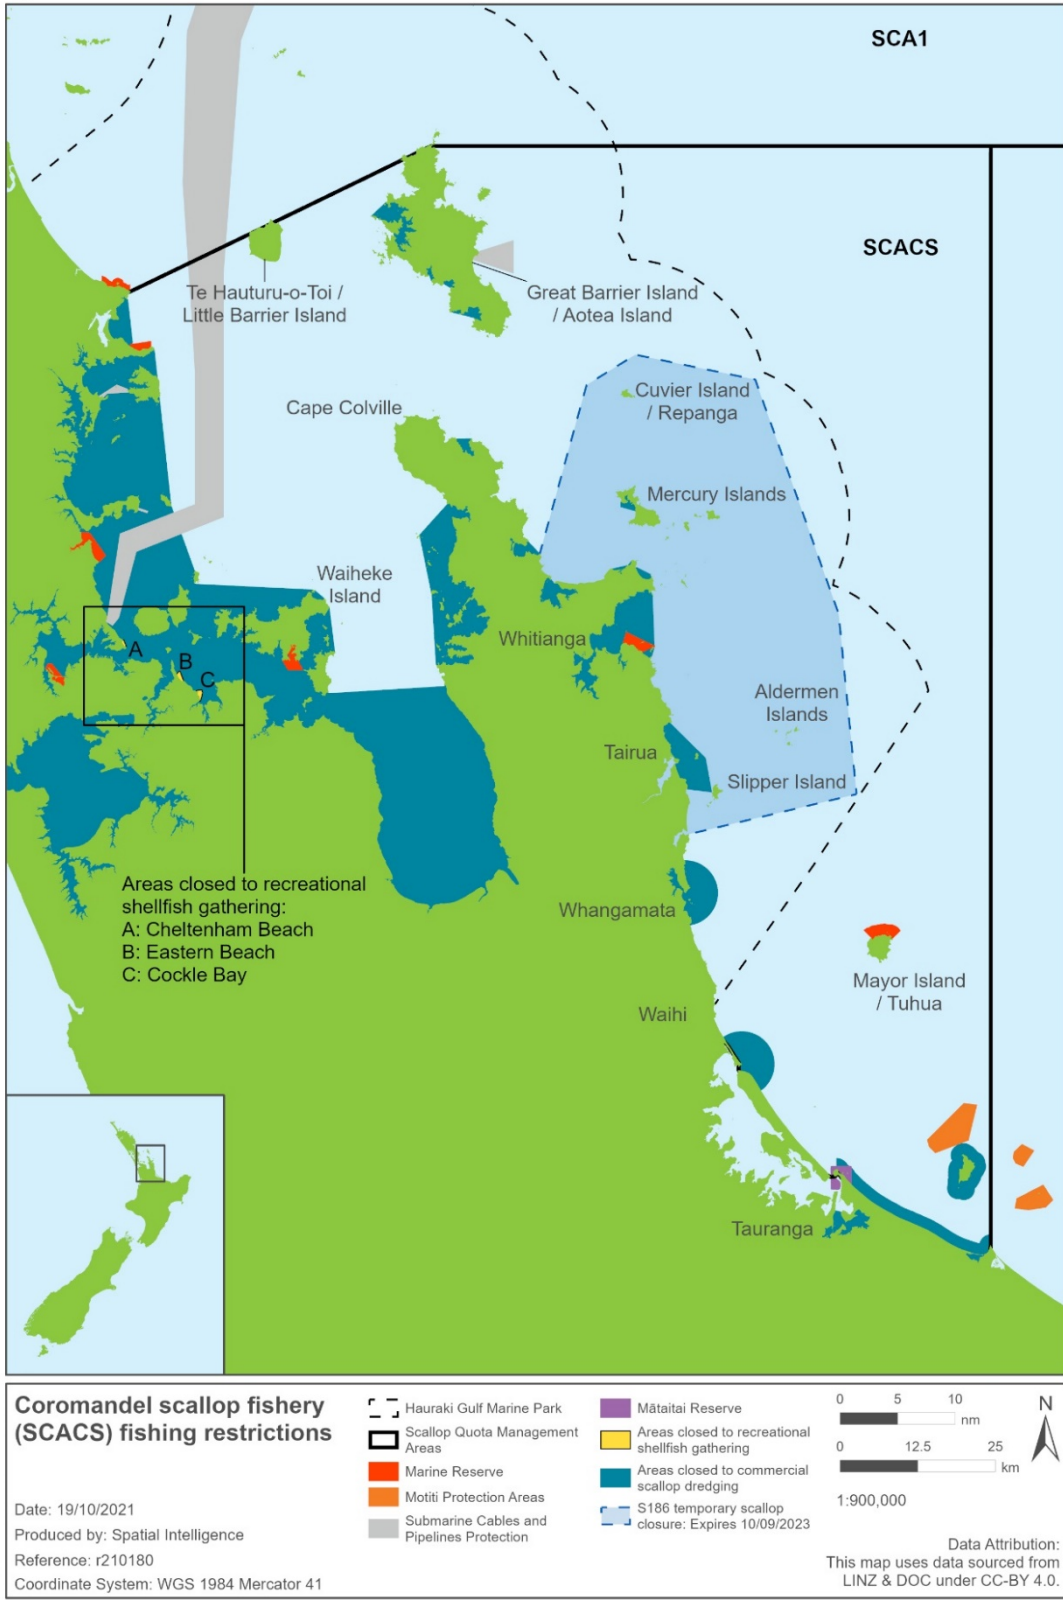 SCA1
SCACS
Te Hauturu-o-Toi /
Little Barrier Island
Great Barrier Island
/ Aotea Island
Cape Colville
Cuvier Island
/ Repanga
Mercury Islands
Waiheke
Island
Whitianga
A
B
C
Aldermen
Islands
Tairua
Slipper Island
Areas closed to recreational
shellfish gathering:
A: Cheltenham Beach
B: Eastern Beach
C: Cockle Bay
Whangamata
Mayor Island
/ Tuhua
Waihi
Tauranga
Coromandel scallop fishery
(SCACS) fishing restrictions
Date: 19/10/2021
Produced by: Spatial Intelligence
Reference: r210180
Coordinate System: WGS 1984 Mercator 41
Hauraki Gulf Marine Park
Scallop Quota Management
Areas
Marine Reserve
Motiti Protection Areas
Submarine Cables and
Pipelines Protection
Mātaitai Reserve
Areas closed to recreational
shellfish gathering
Areas closed to commercial
scallop dredging
S186 temporary scallop
closure: Expires 10/09/2023
0 5 10
nm
0 12.5 25
km
N
1:900,000
Data Attribution:
This map uses data sourced from
LINZ & DOC under CC-BY 4.0.